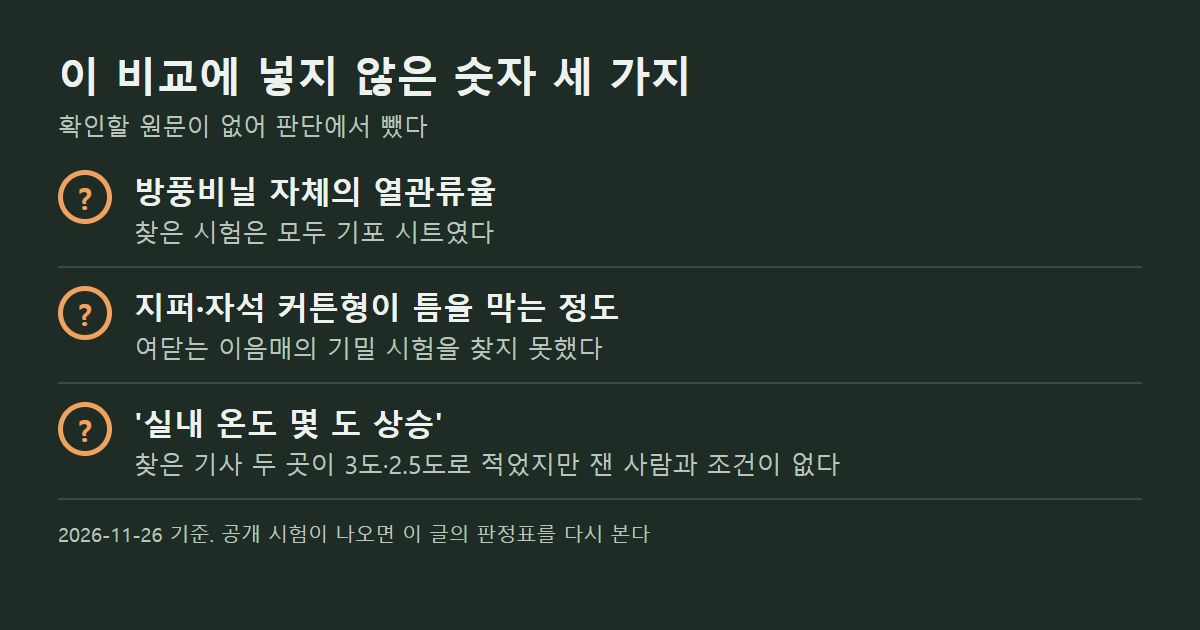 이 비교에 넣지 않은 숫자 세 가지
확인할 원문이 없어 판단에서 뺐다
?
방풍비닐 자체의 열관류율
찾은 시험은 모두 기포 시트였다
?
지퍼·자석 커튼형이 틈을 막는 정도
여닫는 이음매의 기밀 시험을 찾지 못했다
?
'실내 온도 몇 도 상승'
찾은 기사 두 곳이 3도·2.5도로 적었지만 잰 사람과 조건이 없다
2026-11-26 기준. 공개 시험이 나오면 이 글의 판정표를 다시 본다